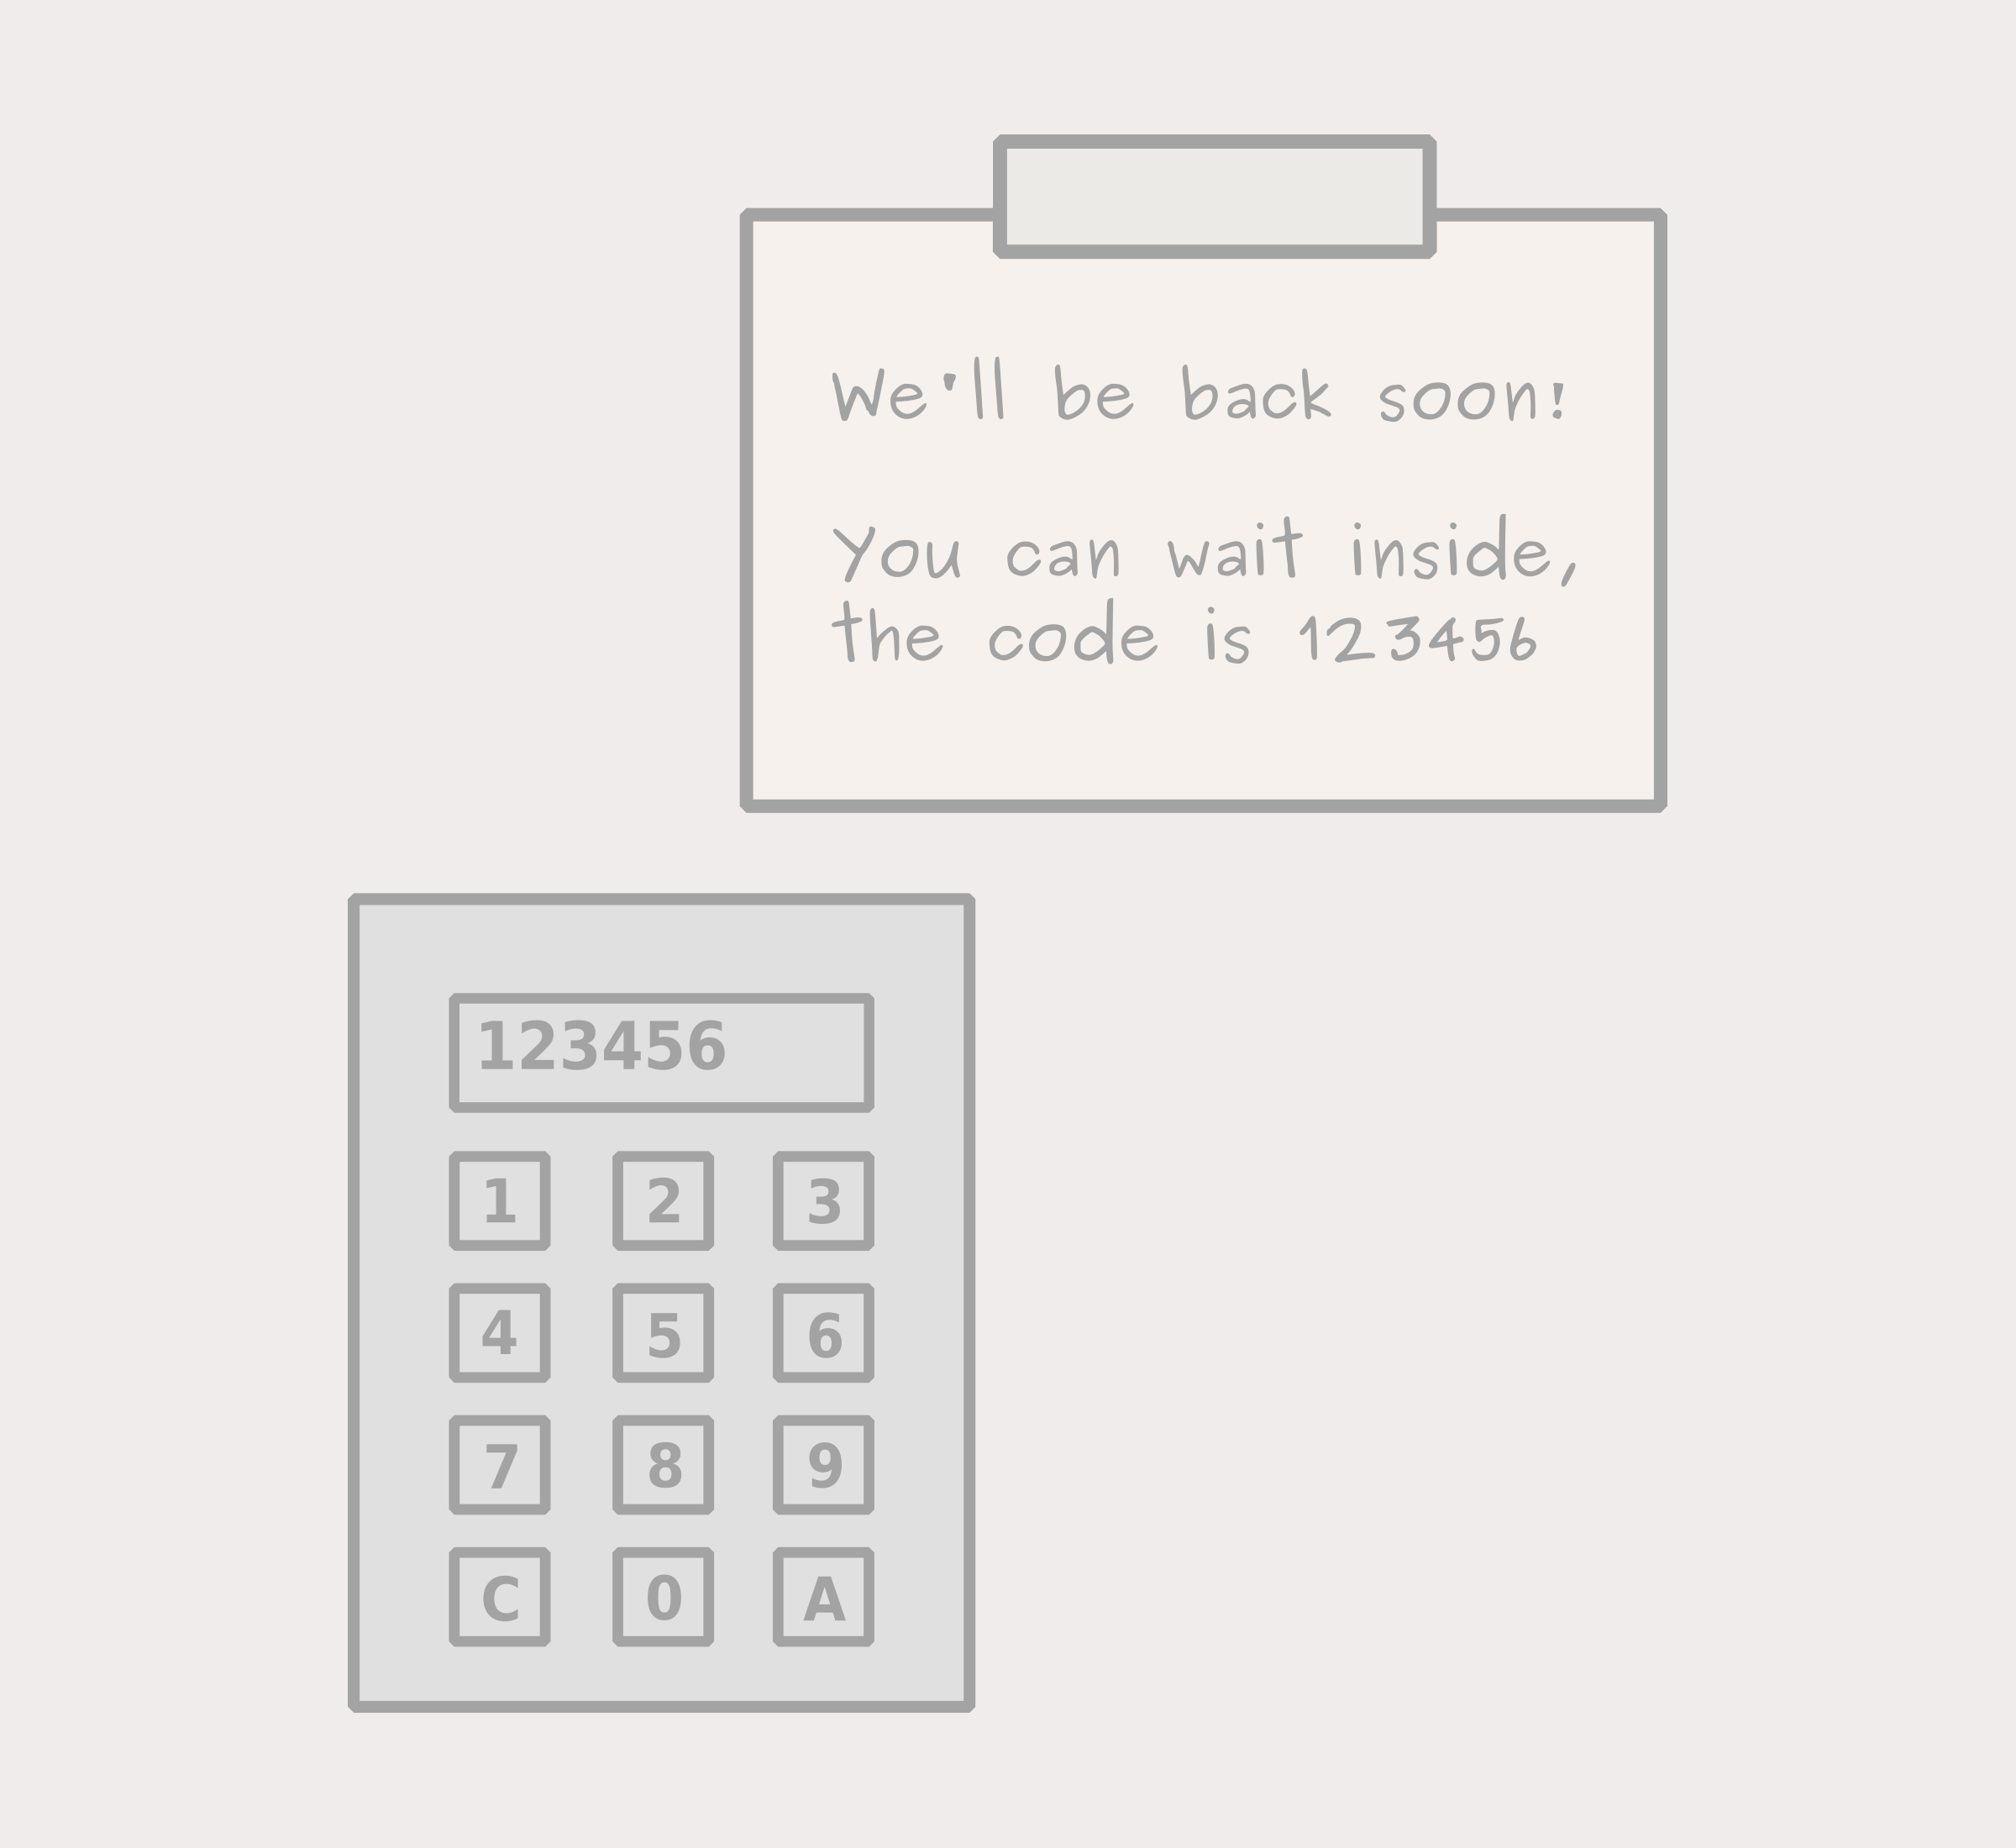 We'll be back soon!
You can wait inside,
the code is 123456
123456
1 2 3
4 5 6
7 8 9
C 0 A